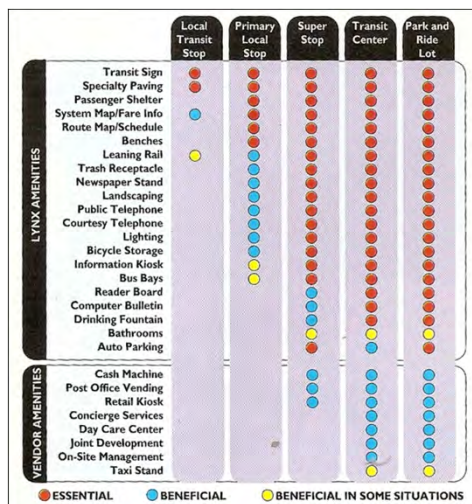 Local Transit Stop
Primary Local Stop
Super Stop
Transit Center
Park and Ride Lot
LYNX AMENITIES
Transit Sign
Specialty Paving
Passenger Shelter
System Map/Fare Info
Route Map/Schedule
Benches
Leaning Rail
Trash Receptacle
Newspaper Stand
Landscaping
Public Telephone
Courtesy Telephone
Lighting
Bicycle Storage
Information Kiosk
Bus Bays
Reader Board
Computer Bulletin
Drinking Fountain
Bathrooms
Auto Parking
VENDOR AMENITIES
Cash Machine
Post Office Vending
Retail Kiosk
Concierge Services
Day Care Center
Joint Development
On-Site Management
Taxi Stand
ESSENTIAL
BENEFICIAL
BENEFICIAL IN SOME SITUATIONS